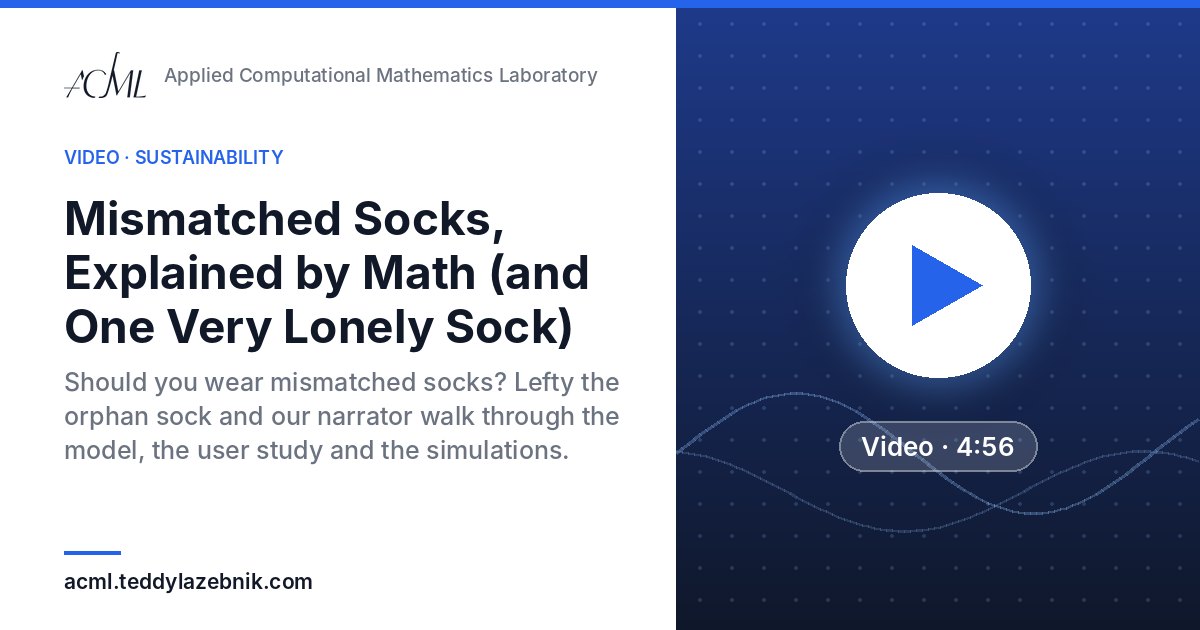 ACML
Applied Computational Mathematics Laboratory
VIDEO · SUSTAINABILITY
Mismatched Socks,
Explained by Math (and
One Very Lonely Sock)
Should you wear mismatched socks? Lefty the
orphan sock and our narrator walk through the
model, the user study and the simulations.
acml.teddylazebnik.com
Video · 4:56